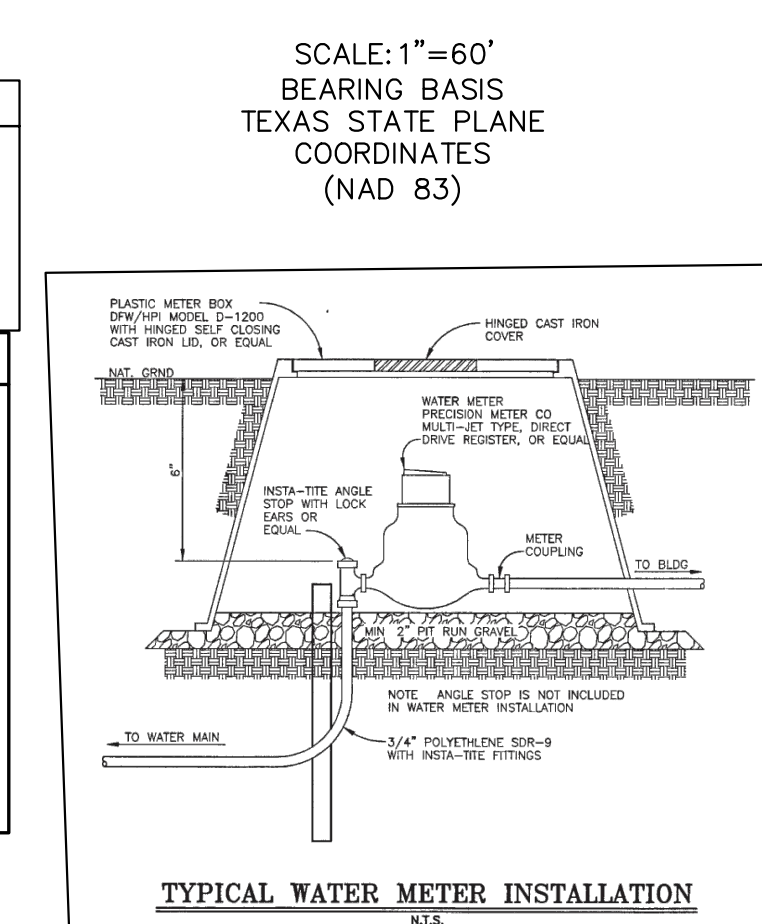 SCALE: 1"=60'
BEARING BASIS
TEXAS STATE PLANE
COORDINATES
(NAD 83)
PLASTIC METER BOX
DFW/HPI MODEL D-1200
WITH HINGED SELF CLOSING
CAST IRON LID, OR EQUAL
HINGED CAST IRON
COVER
NAT. GRND
WATER METER
PRECISION METER CO
MULTI-JET TYPE, DIRECT
DRIVE REGISTER, OR EQUAL
6"
INSTA-TITE ANGLE
STOP WITH LOCK
EARS OR
EQUAL
METER
COUPLING
TO BLDG
MIN 2" PIT RUN GRAVEL
NOTE ANGLE STOP IS NOT INCLUDED
IN WATER METER INSTALLATION
TO WATER MAIN
3/4" POLYETHLENE SDR-9
WITH INSTA-TITE FITTINGS
TYPICAL WATER METER INSTALLATION
N.T.S.